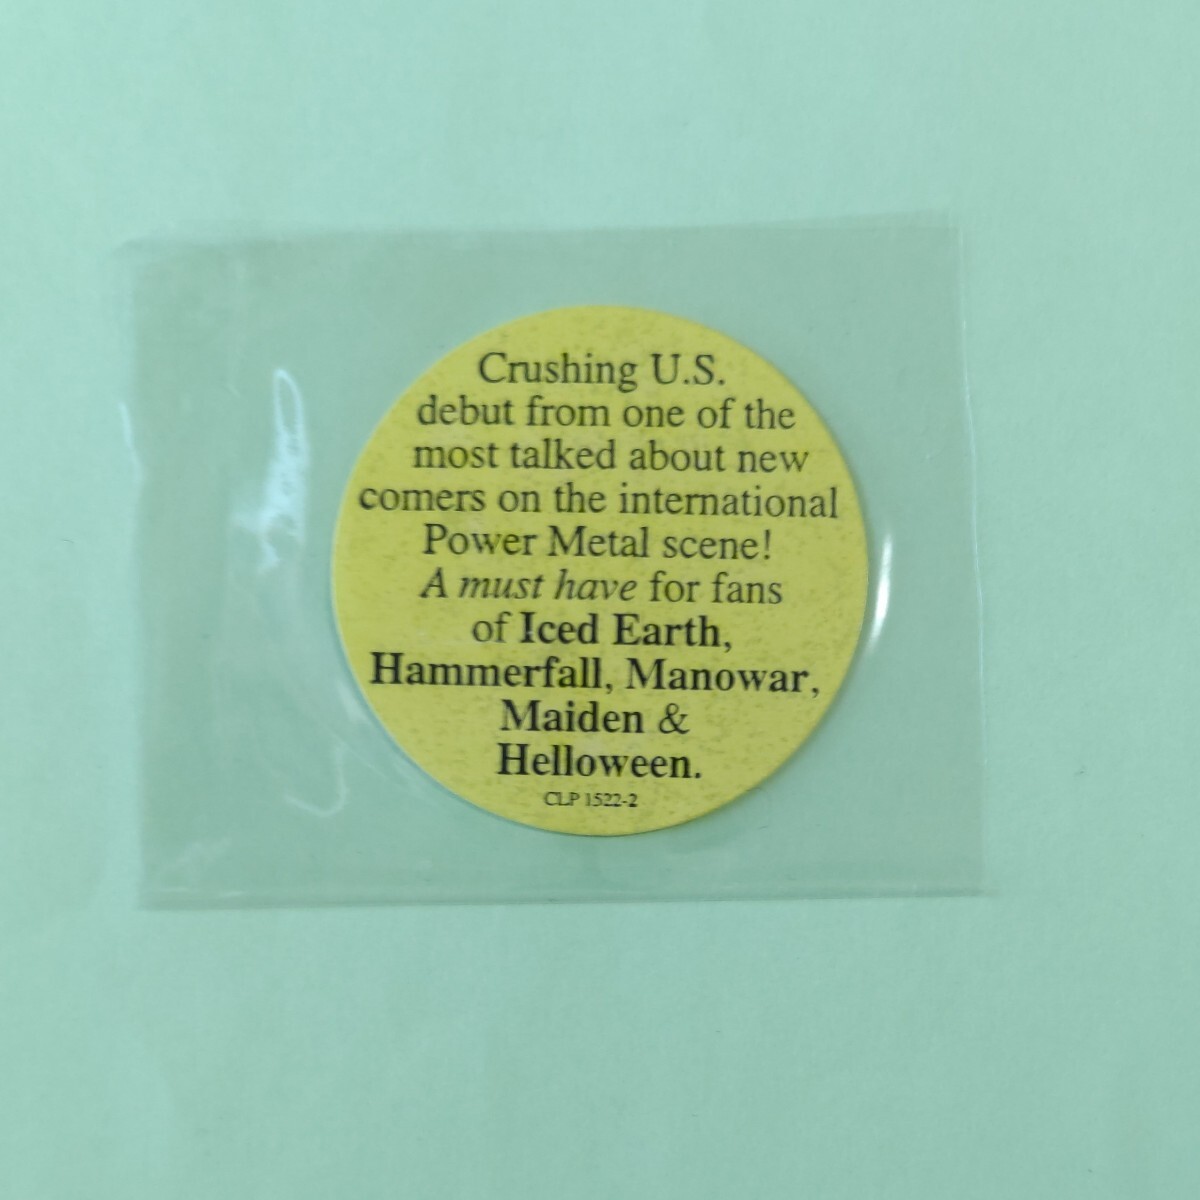 Crushing U.S.
debut from one of the
most talked about new
comers on the international
Power Metal scene!
A must have for fans
of Iced Earth,
Hammerfall, Manowar,
Maiden &
Helloween.
CLP 1522-2